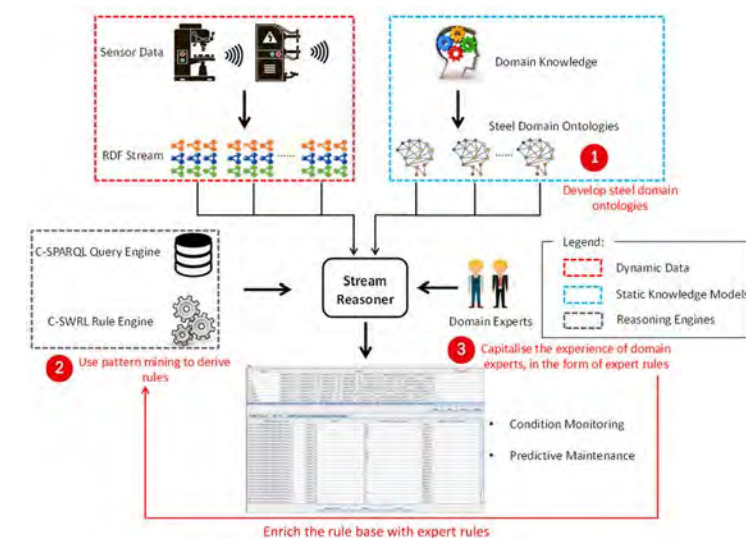 Sensor Data
Domain Knowledge
RDF Stream
......
Steel Domain Ontologies
......
1
Develop steel domain
ontologies
C-SPARQL Query Engine
C-SWRL Rule Engine
Stream
Reasoner
Domain Experts
Legend:
Dynamic Data
Static Knowledge Models
Reasoning Engines
2
Use pattern mining to derive
rules
3
Capitalise the experience of domain
experts, in the form of expert rules
• Condition Monitoring
• Predictive Maintenance
Enrich the rule base with expert rules